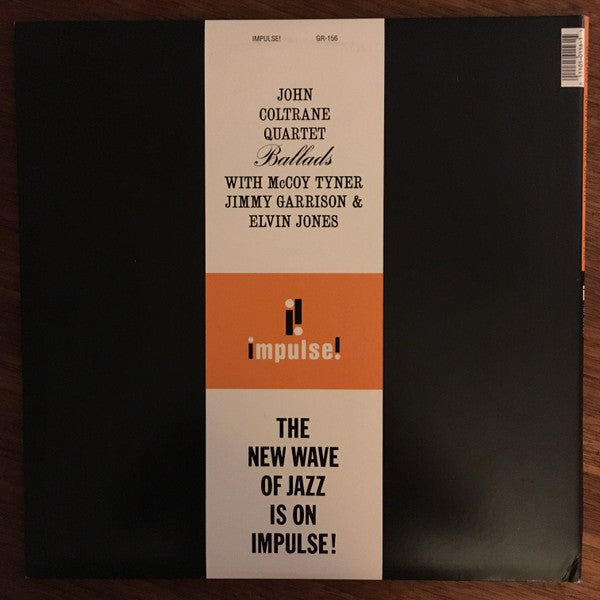 IMPULSE! GR-156
JOHN
COLTRANE
QUARTET
Ballads
WITH McCOY TYNER
JIMMY GARRISON &
ELVIN JONES
i!
impulse!
THE
NEW WAVE
OF JAZZ
IS ON
IMPULSE!